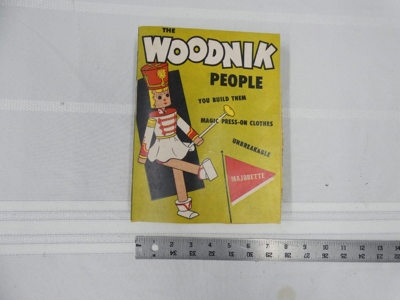 THE
WOODNIK
PEOPLE
YOU BUILD THEM
MAGIC PRESS-ON CLOTHES
UNBREAKABLE
MAJORETTE